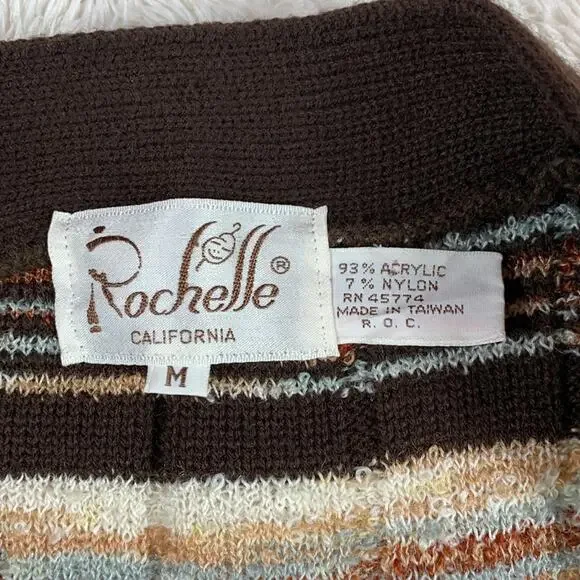 Rochelle®
CALIFORNIA
M
93% ACRYLIC
7% NYLON
RN 45774
MADE IN TAIWAN
R. O. C.